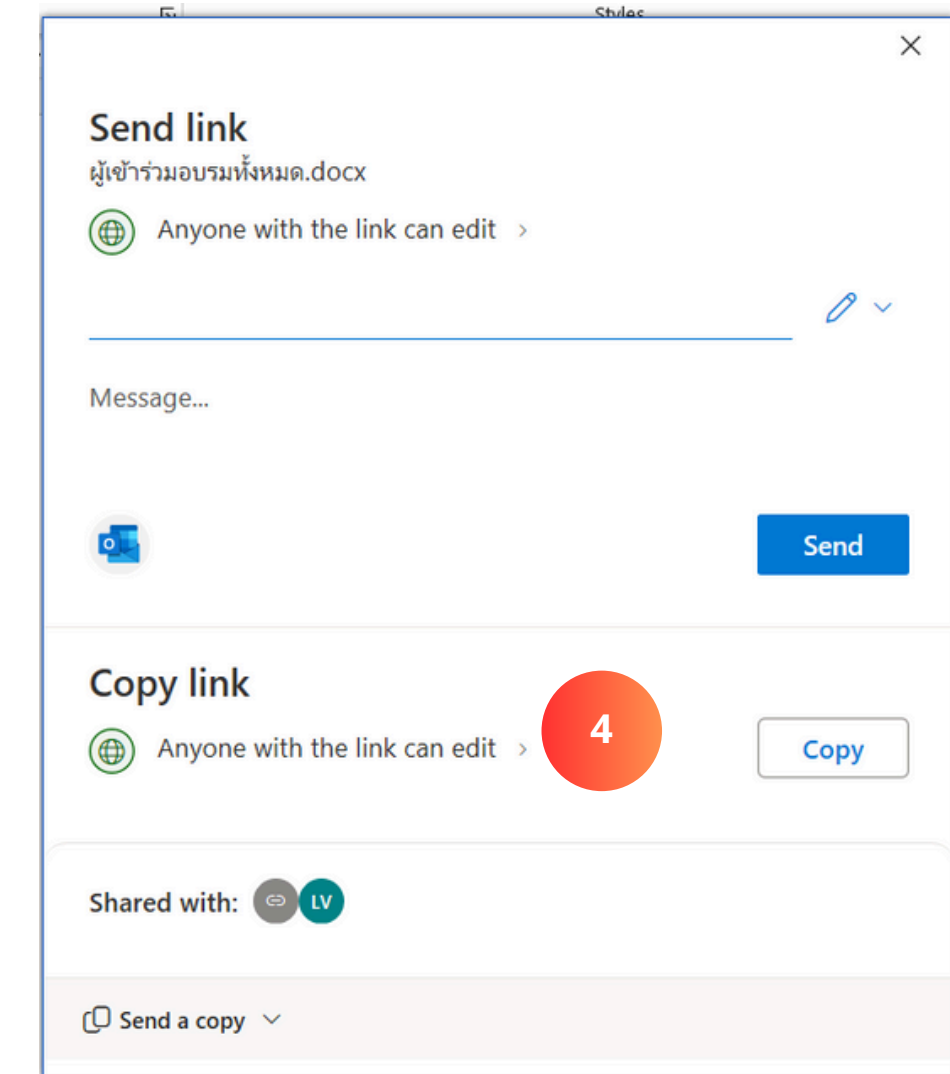 Styles
Send link
ผู้เข้าร่วมอบรมทั้งหมด.docx
Anyone with the link can edit
Message...
Send
Copy link
Anyone with the link can edit
4
Copy
Shared with:
LV
Send a copy